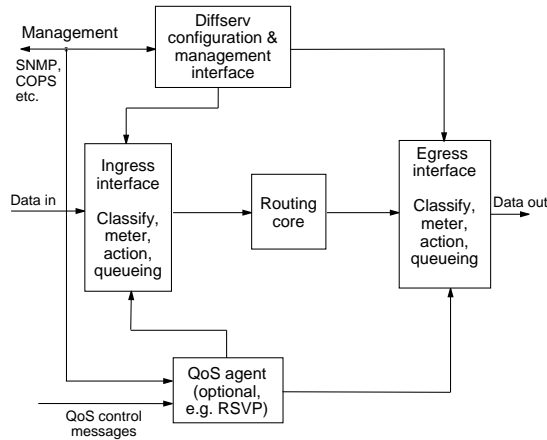 Management
SNMP,
COPS
etc.
Diffserv
configuration &
management
interface
Ingress
interface
Classify,
meter,
action,
queueing
Egress
interface
Classify,
meter,
action,
queueing
Data in
Routing
core
Data out
QoS agent
(optional,
e.g. RSVP)
QoS control
messages